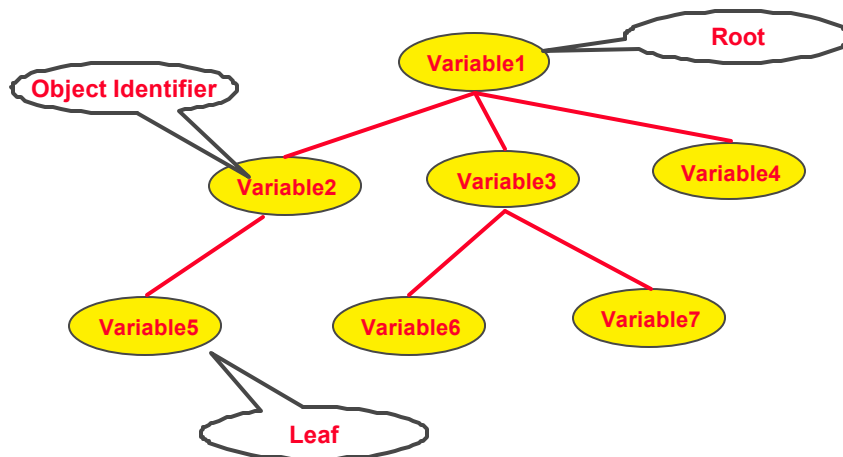 Root
Variable1
Object Identifier
Variable2
Variable3
Variable4
Variable5
Variable6
Variable7
Leaf